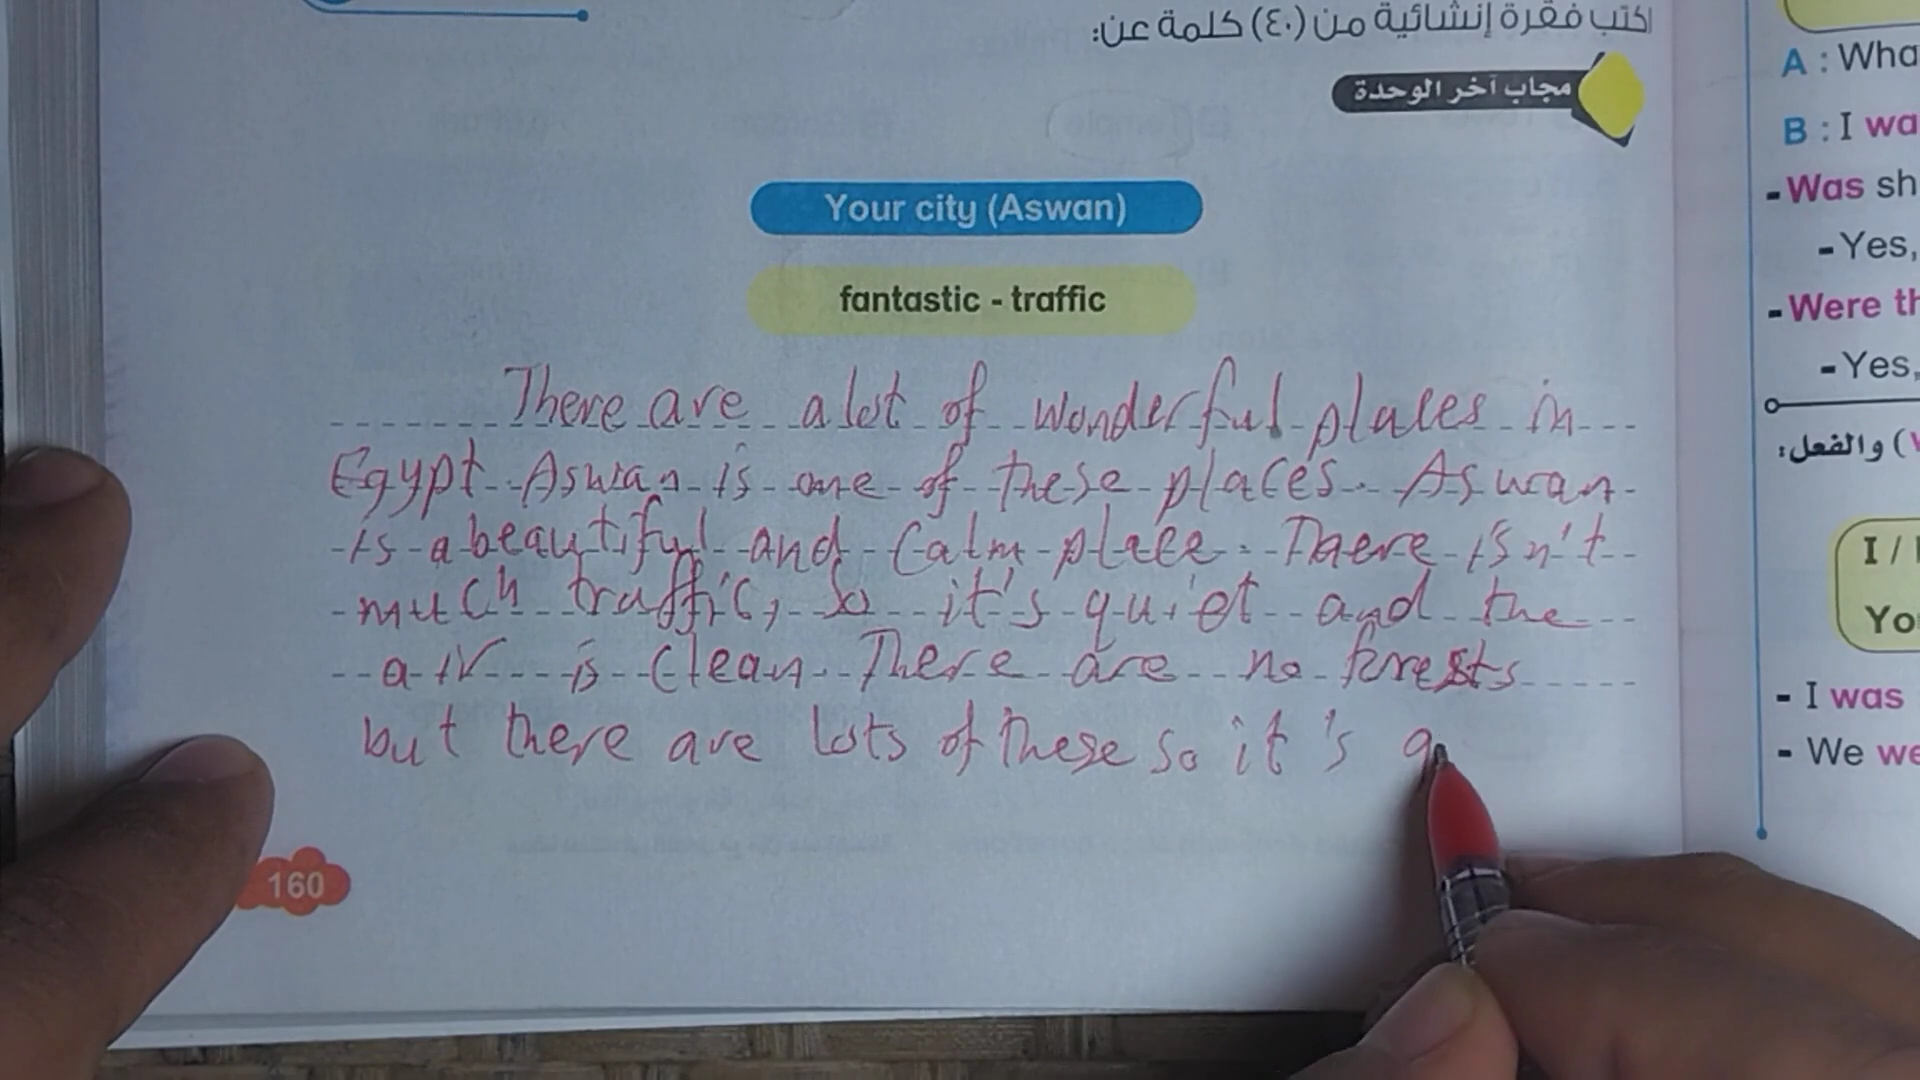 اكتب فقرة إنشائية من (٤٠) كلمة عن:
مجاب آخر الوحدة
Your city (Aswan)
fantastic - traffic
There are a lot of wonderful places in
Egypt. Aswan is one of these places. Aswan
is a beautiful and calm place. There isn't
much traffic, so it's quiet and the
air is clean. There are no forests
but there are lots of these so it's
160
A : Wha
B : I wa
- Was sh
- Yes,
- Were th
- Yes,
والفعل:
I /
Yo
- I was
- We we